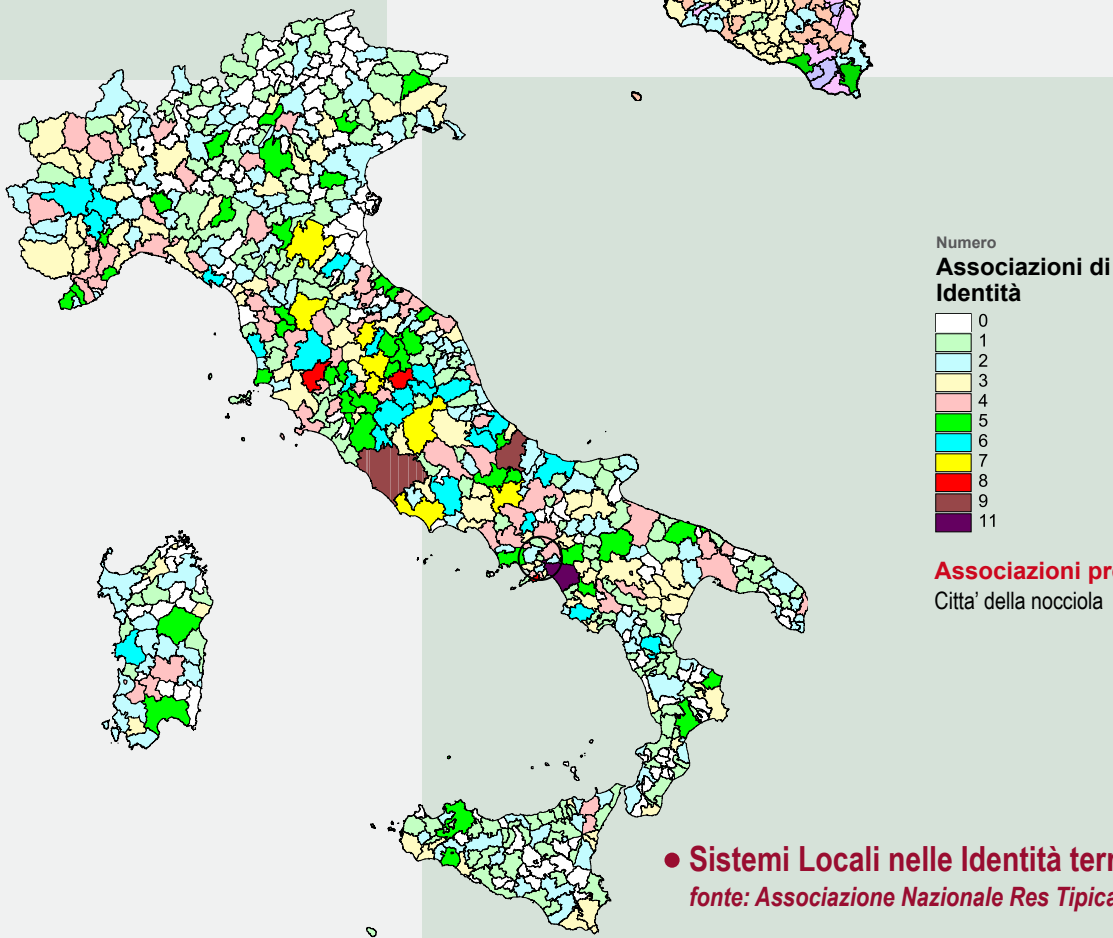 Numero
Associazioni di
Identità
0
1
2
3
4
5
6
7
8
9
11
Associazioni pr
Citta' della nocciola
• Sistemi Locali nelle Identità terr
fonte: Associazione Nazionale Res Tipica